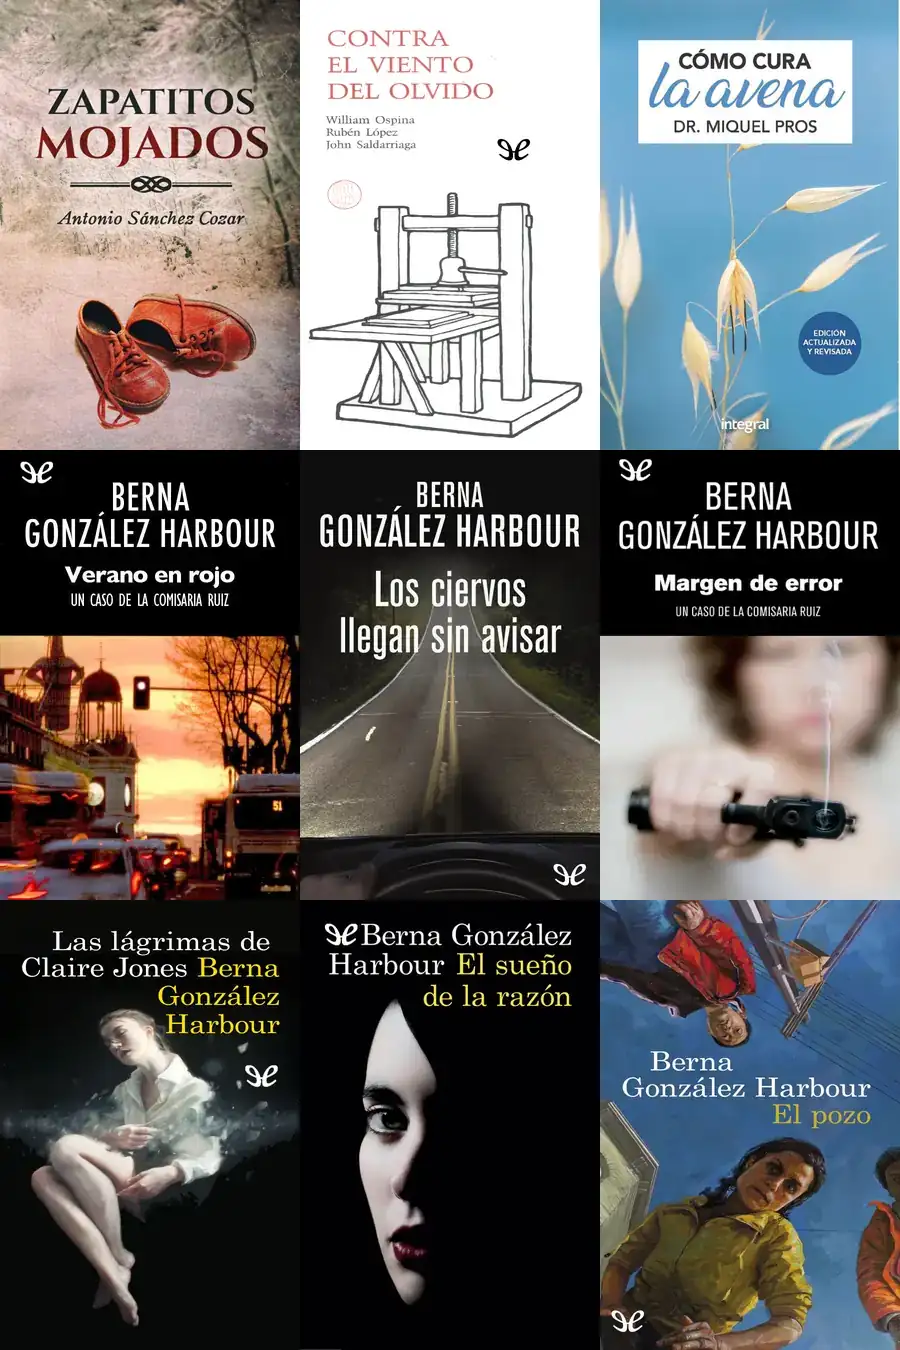 ZAPATITOS
MOJADOS
Antonio Sánchez Cozar
CONTRA
EL VIENTO
DEL OLVIDO
William Ospina
Rubén López
John Saldarriaga
CÓMO CURA
la avena
DR. MIQUEL PROS
EDICIÓN
ACTUALIZADA
Y REVISADA
integral
BERNA
GONZÁLEZ HARBOUR
Verano en rojo
UN CASO DE LA COMISARIA RUIZ
51
BERNA
GONZÁLEZ HARBOUR
Los ciervos
llegan sin avisar
BERNA
GONZÁLEZ HARBOUR
Margen de error
UN CASO DE LA COMISARIA RUIZ
Las lágrimas de
Claire Jones Berna
González
Harbour
Berna González
Harbour El sueño
de la razón
Berna
González Harbour
El pozo